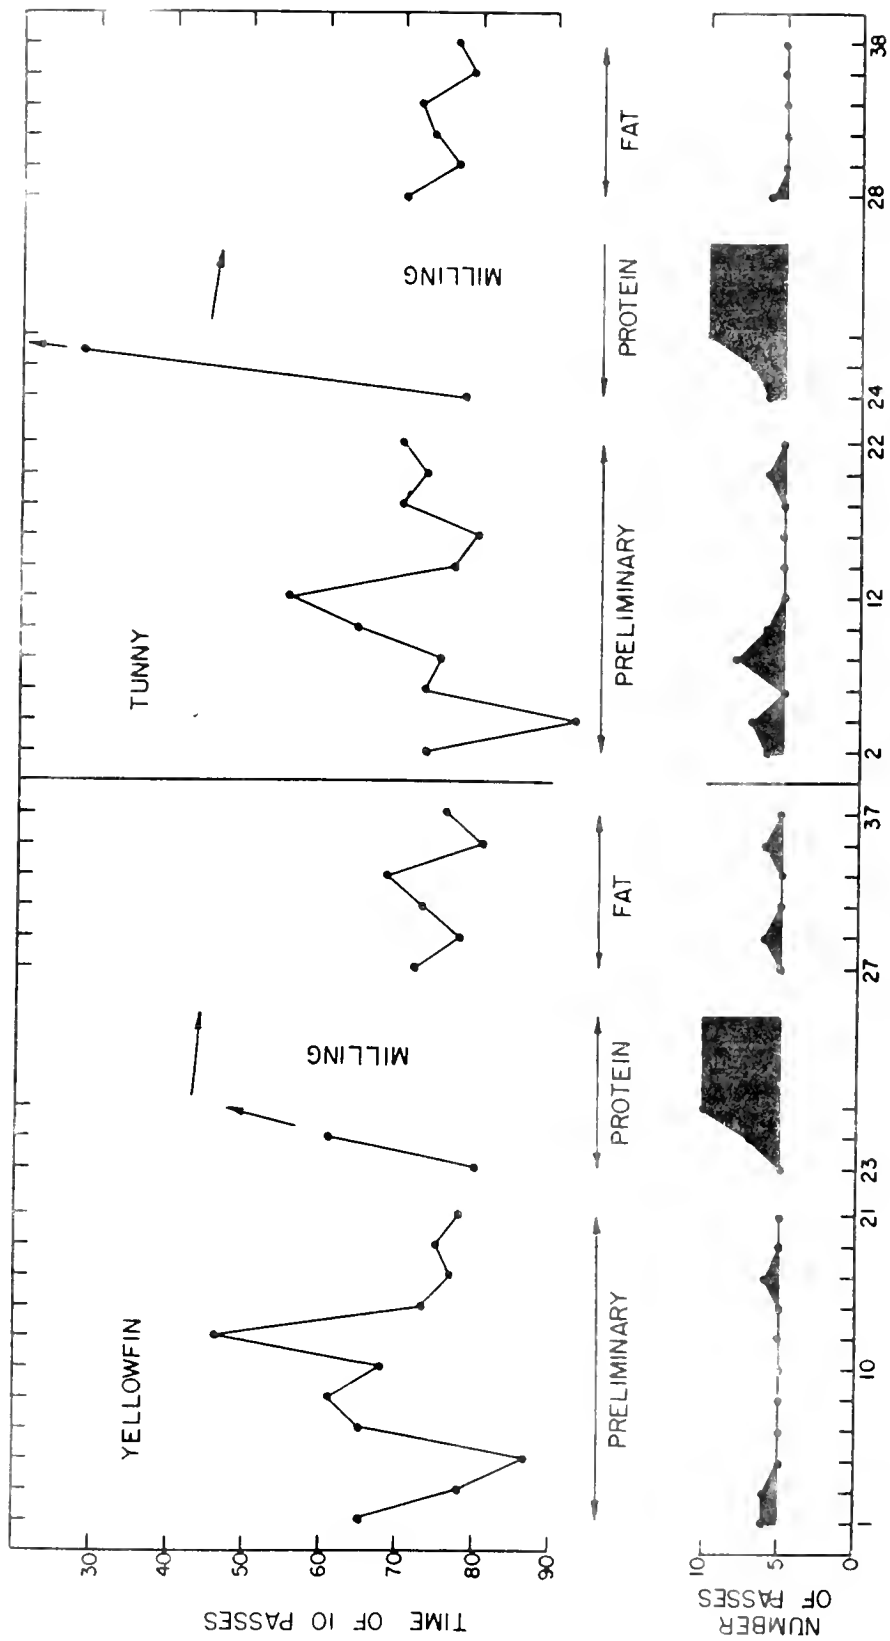 YELLOWFIN
TUNNY
MILLING
MILLING
TIME OF 10 PASSES
30
40
50
60
70
80
90
PRELIMINARY
PROTEIN
FAT
PRELIMINARY
PROTEIN
FAT
NUMBER
OF PASSES
10
5
0
1
10
21
23
27
37
2
12
22
24
28
38